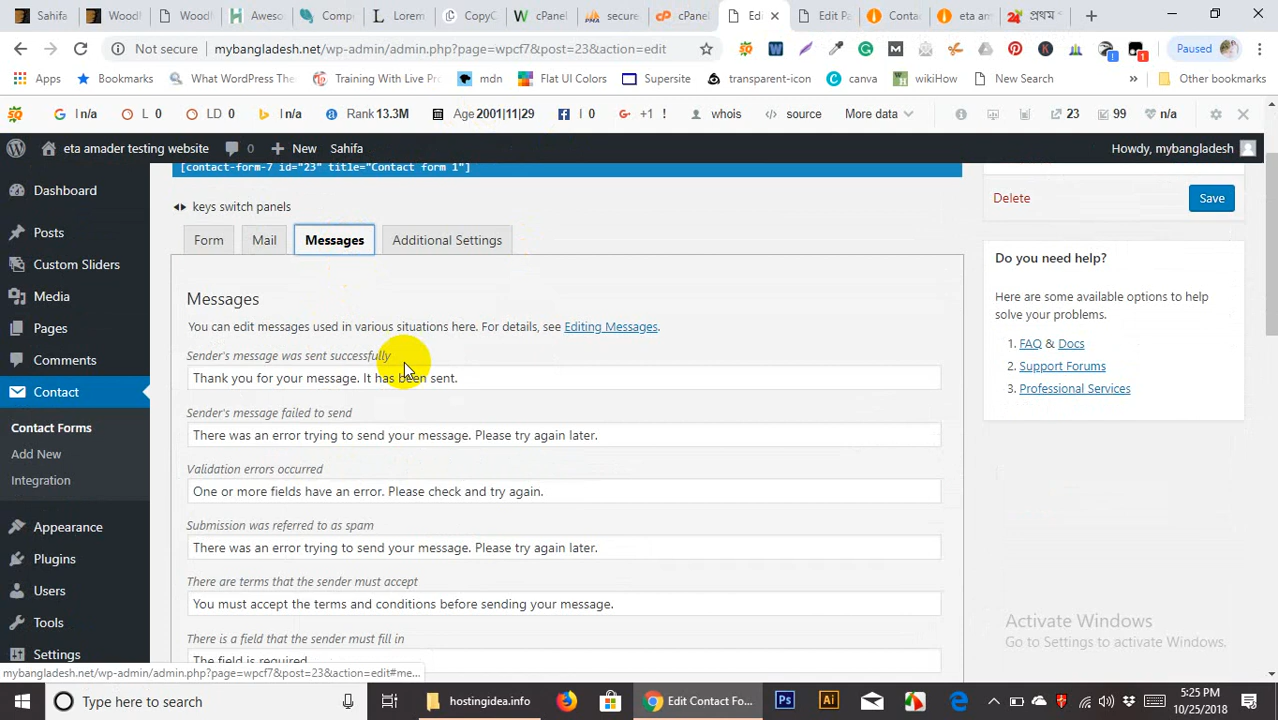 Sahifa
Woodl
Woodl
Aweso
Compu
Lorem
CopyC
cPanel
secure
cPanel
Edi
Edit Pa
Conta
eta am
প্রথম
Not secure
mybangladesh.net/wp-admin/admin.php?page=wpcf7&post=23&action=edit
Paused
Apps
Bookmarks
What WordPress The
Training With Live Pr
mdn
Flat UI Colors
Supersite
transparent-icon
canva
wikiHow
New Search
»
Other bookmarks
I n/a
L 0
LD 0
I n/a
Rank 13.3M
Age 2001|11|29
I 0
+1 !
whois
source
More data
23
99
n/a
eta amader testing website
0
New
Sahifa
Howdy, mybangladesh
Dashboard
Posts
Custom Sliders
Media
Pages
Comments
Contact
Contact Forms
Add New
Integration
Appearance
Plugins
Users
Tools
Settings
[contact-form-7 id="23" title="Contact form 1"]
keys switch panels
Form
Mail
Messages
Additional Settings
Messages
You can edit messages used in various situations here. For details, see Editing Messages.
Sender's message was sent successfully
Thank you for your message. It has been sent.
Sender's message failed to send
There was an error trying to send your message. Please try again later.
Validation errors occurred
One or more fields have an error. Please check and try again.
Submission was referred to as spam
There was an error trying to send your message. Please try again later.
There are terms that the sender must accept
You must accept the terms and conditions before sending your message.
There is a field that the sender must fill in
The field is required
Delete
Save
Do you need help?
Here are some available options to help
solve your problems.
1. FAQ & Docs
2. Support Forums
3. Professional Services
Activate Windows
Go to Settings to activate Windows.
mybangladesh.net/wp-admin/admin.php?page=wpcf7&post=23&action=edit#me...
Type here to search
hostingidea.info
Edit Contact Fo...
Ps
Ai
5:25 PM
10/25/2018